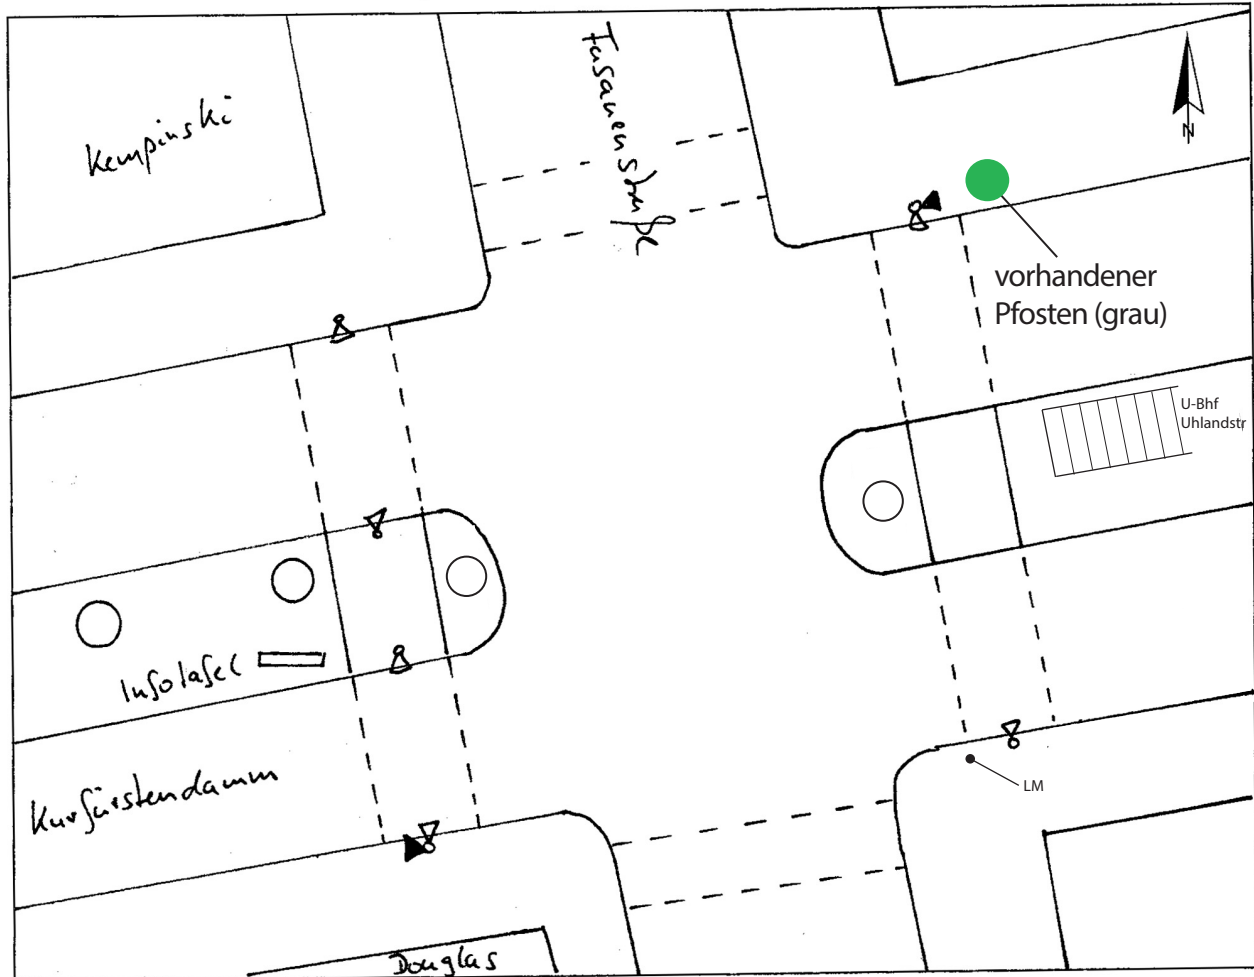 Kempinski
Fasanenstraße
N
vorhandener
Pfosten (grau)
U-Bhf
Uhlandstr
Infotafel
Kurfürstendamm
LM
Douglas